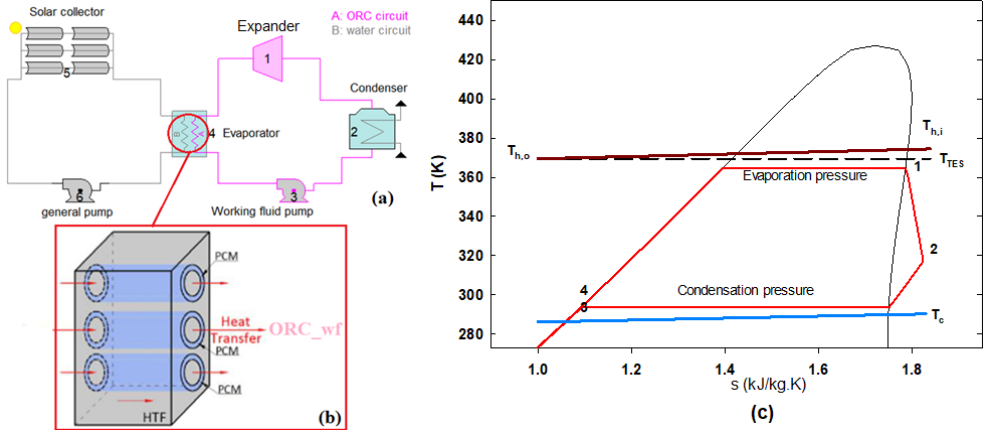 Solar collector
5
A: ORC circuit
B: water circuit
Expander
1
Condenser
2
B
A
4
Evaporator
6
general pump
3
Working fluid pump
(a)
PCM
Heat
Transfer
ORC_wf
PCM
PCM
HTF
(b)
T (K)
440
420
400
380
360
340
320
300
280
1.0
1.2
1.4
1.6
1.8
s (kJ/kg.K)
Th,o
Th,i
TTES
1
Evaporation pressure
2
4
3
Condensation pressure
Tc
(c)